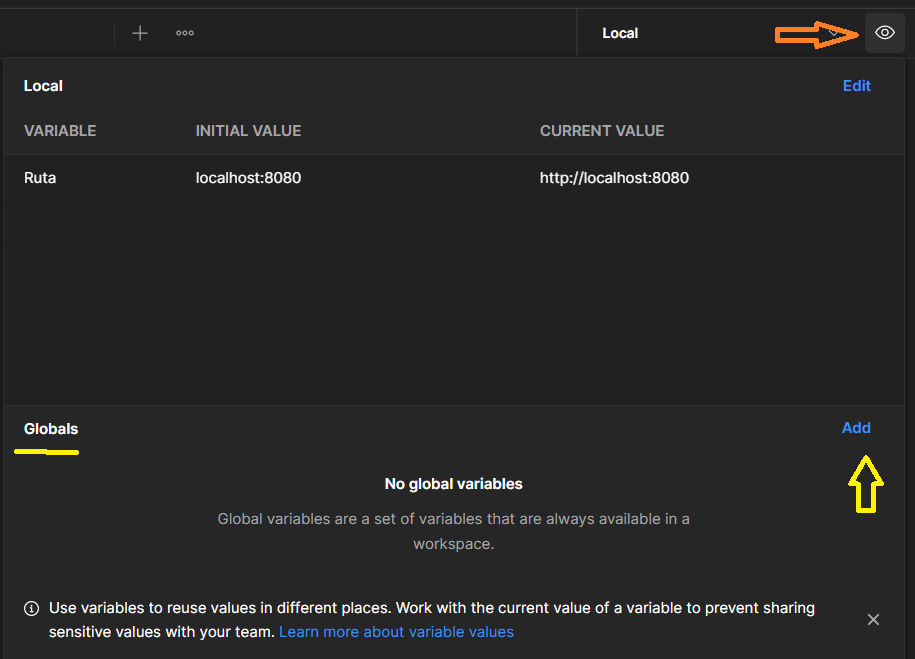 Local
Local
Edit
VARIABLE INITIAL VALUE CURRENT VALUE
Ruta localhost:8080 http://localhost:8080
Globals
Add
No global variables
Global variables are a set of variables that are always available in a
workspace.
Use variables to reuse values in different places. Work with the current value of a variable to prevent sharing
sensitive values with your team. Learn more about variable values